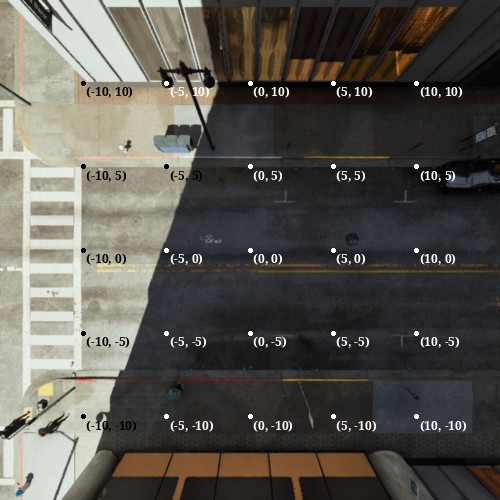 (-10, 10) (-5, 10) (0, 10) (5, 10) (10, 10)
(-10, 5) (-5, 5) (0, 5) (5, 5) (10, 5)
(-10, 0) (-5, 0) (0, 0) (5, 0) (10, 0)
(-10, -5) (-5, -5) (0, -5) (5, -5) (10, -5)
(-10, -10) (-5, -10) (0, -10) (5, -10) (10, -10)